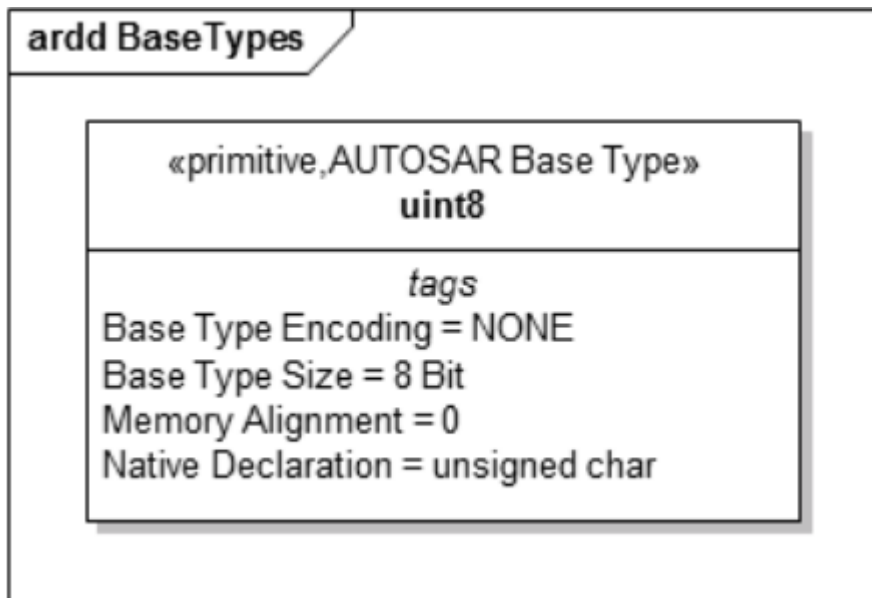 ardd BaseTypes
«primitive,AUTOSAR Base Type»
uint8
tags
Base Type Encoding = NONE
Base Type Size = 8 Bit
Memory Alignment = 0
Native Declaration = unsigned char